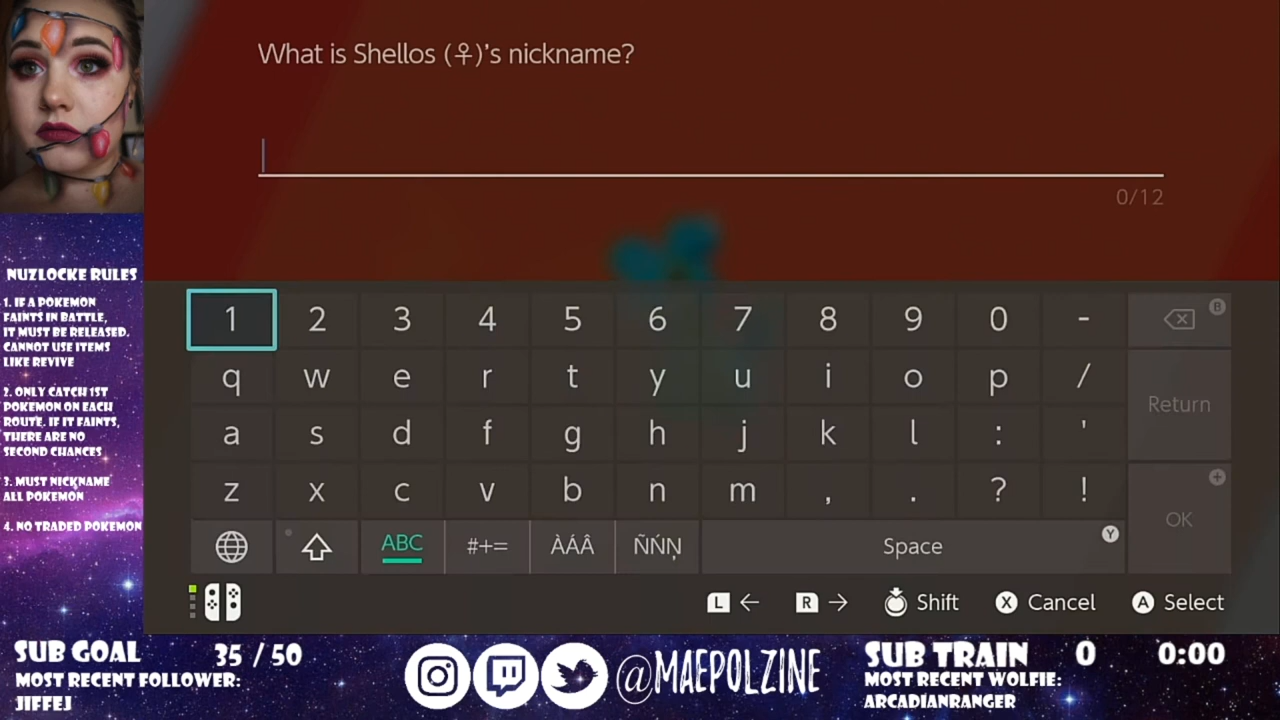 What is Shellos (♀)'s nickname?
0/12
NUZLOCKE RULES
1. IF A POKEMON
FAINTS IN BATTLE,
IT MUST BE RELEASED.
CANNOT USE ITEMS
LIKE REVIVE
2. ONLY CATCH 1ST
POKEMON ON EACH
ROUTE. IF IT FAINTS,
THERE ARE NO
SECOND CHANCES
3. MUST NICKNAME
ALL POKEMON
4. NO TRADED POKEMON
1 2 3 4 5 6 7 8 9 0 - B
q w e r t y u i o p / Return
a s d f g h j k l : '
z x c v b n m , . ? ! + OK
ABC #+= ÀÁÂ ÑŃŅ Space Y
L ← R → Shift X Cancel A Select
SUB GOAL 35 / 50
MOST RECENT FOLLOWER:
JIFFEJ
@MAEPOLZINE
SUB TRAIN 0 0:00
MOST RECENT WOLFIE:
ARCADIANRANGER